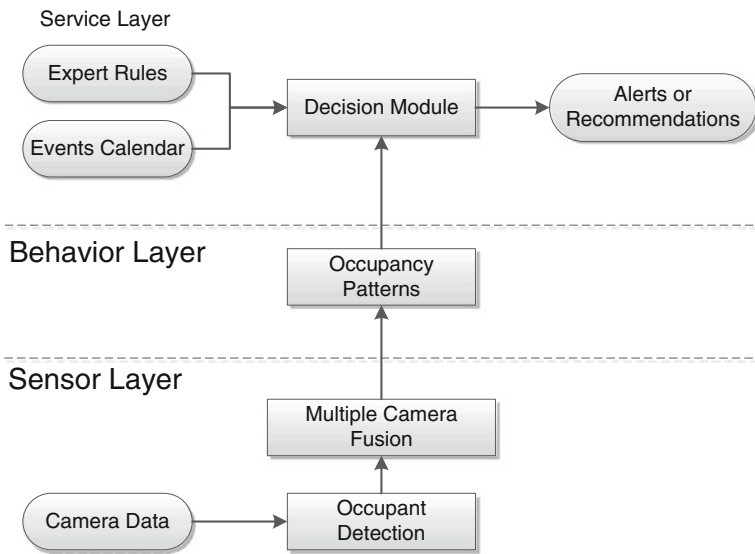 Service Layer
Expert Rules
Events Calendar
Decision Module
Alerts or
Recommendations
Behavior Layer
Occupancy
Patterns
Sensor Layer
Multiple Camera
Fusion
Camera Data
Occupant
Detection